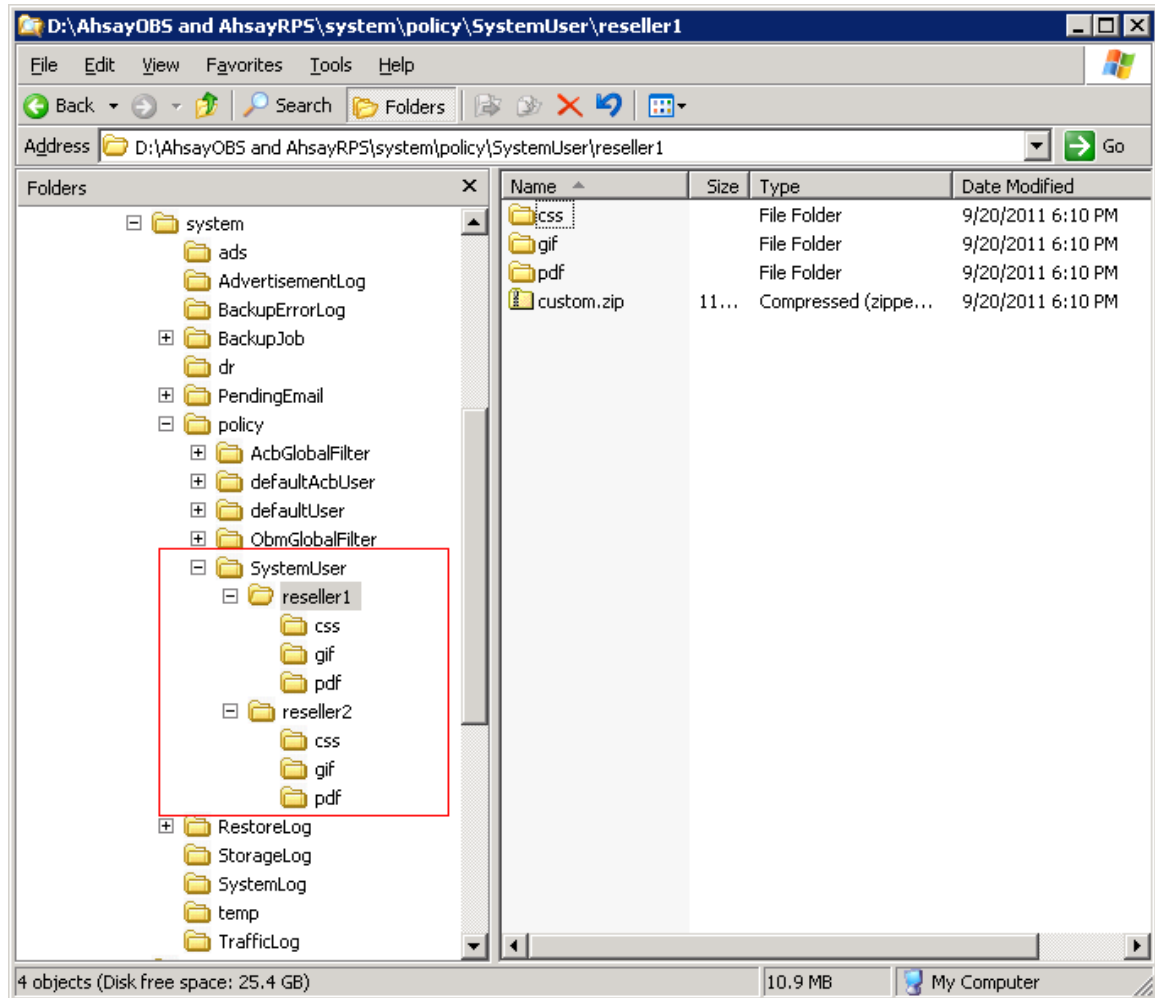 D:\AhsayOBS and AhsayRPS\system\policy\SystemUser\reseller1
File Edit View Favorites Tools Help
Back Search Folders
Address D:\AhsayOBS and AhsayRPS\system\policy\SystemUser\reseller1 Go
Folders
system
ads
AdvertisementLog
BackupErrorLog
BackupJob
dr
PendingEmail
policy
AcbGlobalFilter
defaultAcbUser
defaultUser
ObmGlobalFilter
SystemUser
reseller1
css
gif
pdf
reseller2
css
gif
pdf
RestoreLog
StorageLog
SystemLog
temp
TrafficLog
Name Size Type Date Modified
css File Folder 9/20/2011 6:10 PM
gif File Folder 9/20/2011 6:10 PM
pdf File Folder 9/20/2011 6:10 PM
custom.zip 11... Compressed (zippe... 9/20/2011 6:10 PM
4 objects (Disk free space: 25.4 GB) 10.9 MB My Computer